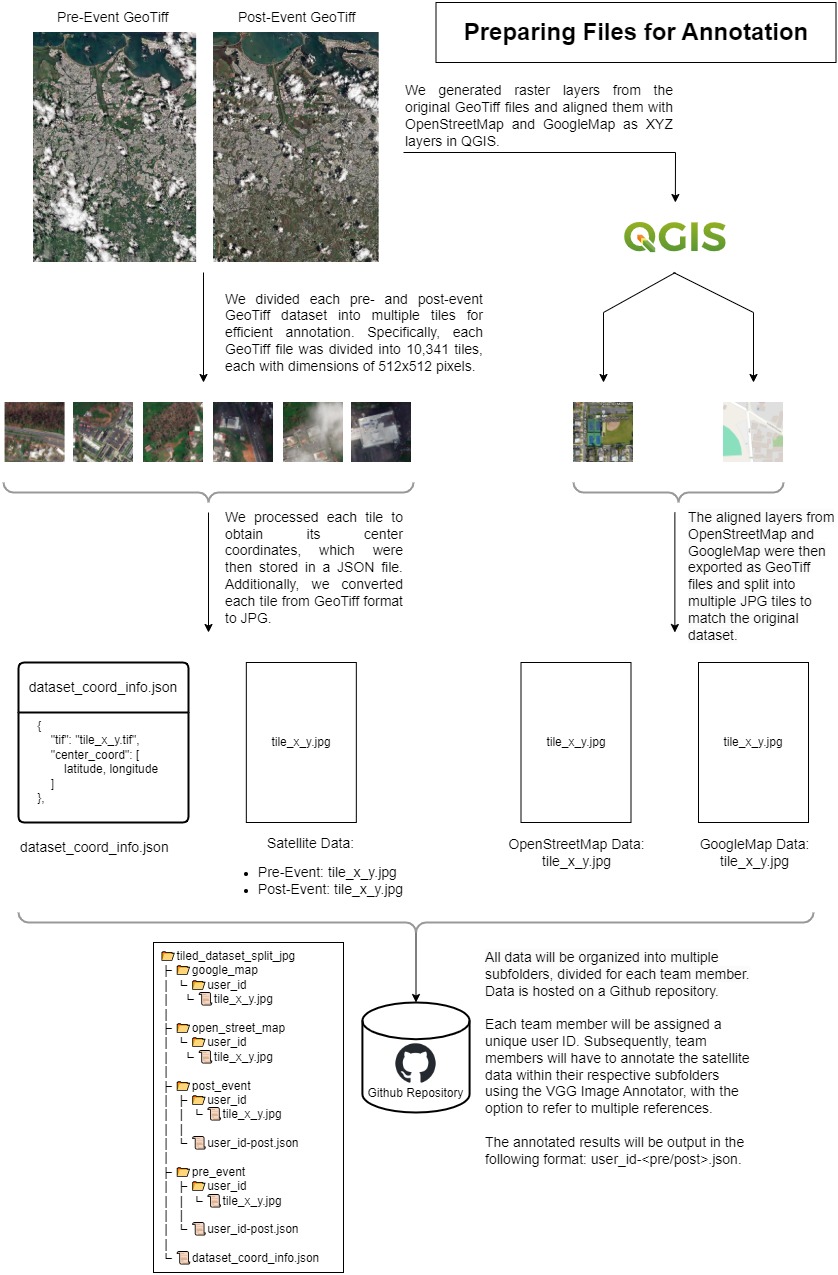 Pre-Event GeoTiff
Post-Event GeoTiff
Preparing Files for Annotation
We generated raster layers from the
original GeoTiff files and aligned them with
OpenStreetMap and GoogleMap as XYZ
layers in QGIS.
QGIS
We divided each pre- and post-event
GeoTiff dataset into multiple tiles for
efficient annotation. Specifically, each
GeoTiff file was divided into 10,341 tiles,
each with dimensions of 512x512 pixels.
We processed each tile to
obtain its center
coordinates, which were
then stored in a JSON file.
Additionally, we converted
each tile from GeoTiff format
to JPG.
The aligned layers from
OpenStreetMap and
GoogleMap were then
exported as GeoTiff
files and split into
multiple JPG tiles to
match the original
dataset.
dataset_coord_info.json
{
"tif": "tile_x_y.tif",
"center_coord": [
latitude, longitude
]
},
dataset_coord_info.json
tile_x_y.jpg
Satellite Data:
• Pre-Event: tile_x_y.jpg
• Post-Event: tile_x_y.jpg
tile_x_y.jpg
OpenStreetMap Data:
tile_x_y.jpg
tile_x_y.jpg
GoogleMap Data:
tile_x_y.jpg
tiled_dataset_split_jpg
google_map
user_id
tile_x_y.jpg
open_street_map
user_id
tile_x_y.jpg
post_event
user_id
tile_x_y.jpg
user_id-post.json
pre_event
user_id
tile_x_y.jpg
user_id-post.json
dataset_coord_info.json
Github Repository
All data will be organized into multiple
subfolders, divided for each team member.
Data is hosted on a Github repository.
Each team member will be assigned a
unique user ID. Subsequently, team
members will have to annotate the satellite
data within their respective subfolders
using the VGG Image Annotator, with the
option to refer to multiple references.
The annotated results will be output in the
following format: user_id-<pre/post>.json.